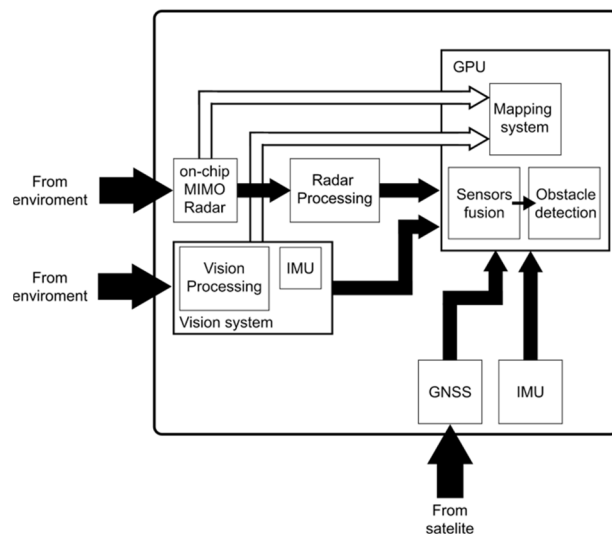 GPU
Mapping
system
on-chip
MIMO
Radar
Radar
Processing
From
enviroment
Sensors
fusion
Obstacle
detection
From
enviroment
Vision
Processing
IMU
Vision system
GNSS
IMU
From
satelite